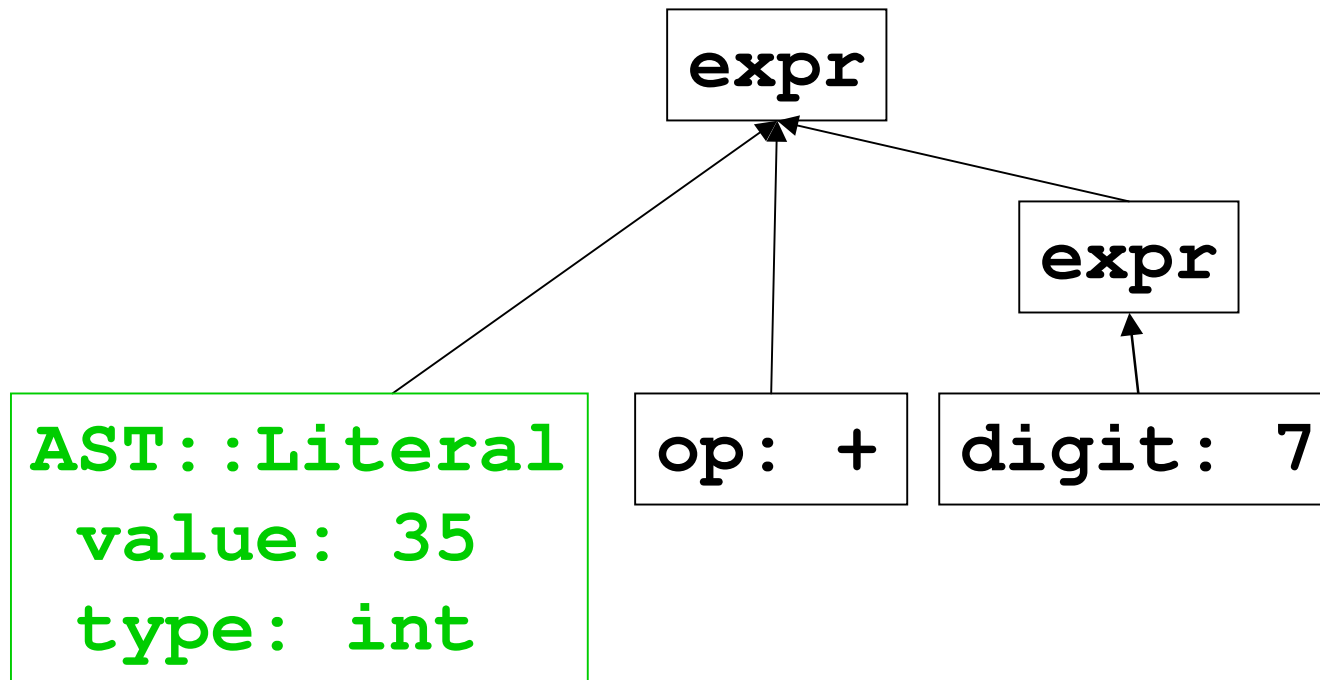 expr
expr
AST::Literal
value: 35
type: int
op: +
digit: 7